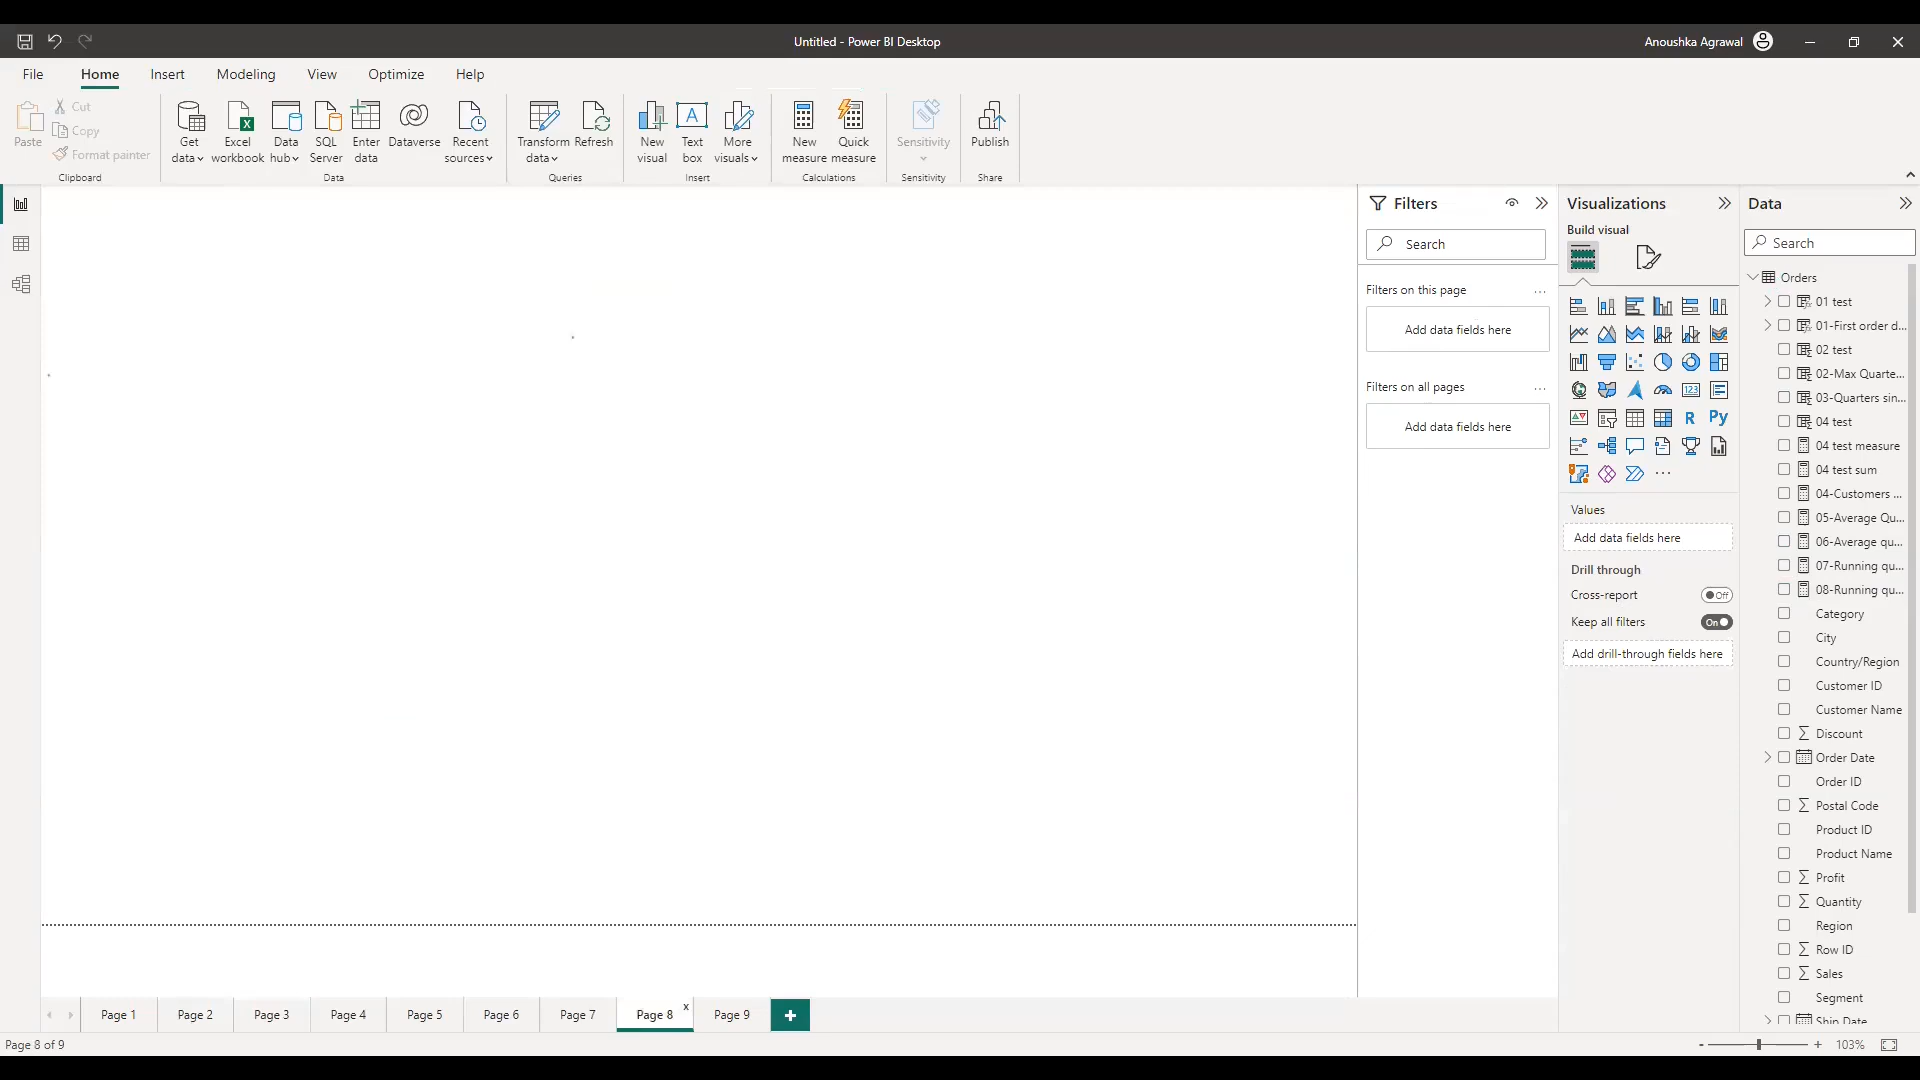 Untitled - Power BI Desktop
Anoushka Agrawal
File
Home
Insert
Modeling
View
Optimize
Help
Paste
Cut
Copy
Format painter
Clipboard
Get data
Excel workbook
Data hub
SQL Server
Enter data
Dataverse
Recent sources
Data
Transform data
Refresh
Queries
New visual
Text box
More visuals
Insert
New measure
Quick measure
Calculations
Sensitivity
Sensitivity
Publish
Share
Filters
Search
Filters on this page
Add data fields here
Filters on all pages
Add data fields here
Visualizations
Build visual
123
R
Py
Values
Add data fields here
Drill through
Cross-report
Off
Keep all filters
On
Add drill-through fields here
Data
Search
Orders
01 test
01-First order d...
02 test
02-Max Quarte...
03-Quarters sin...
04 test
04 test measure
04 test sum
04-Customers ...
05-Average Qu...
06-Average qu...
07-Running qu...
08-Running qu...
Category
City
Country/Region
Customer ID
Customer Name
Discount
Order Date
Order ID
Postal Code
Product ID
Product Name
Profit
Quantity
Region
Row ID
Sales
Segment
Ship Date
Page 1
Page 2
Page 3
Page 4
Page 5
Page 6
Page 7
Page 8
x
Page 9
+
Page 8 of 9
- + 103%